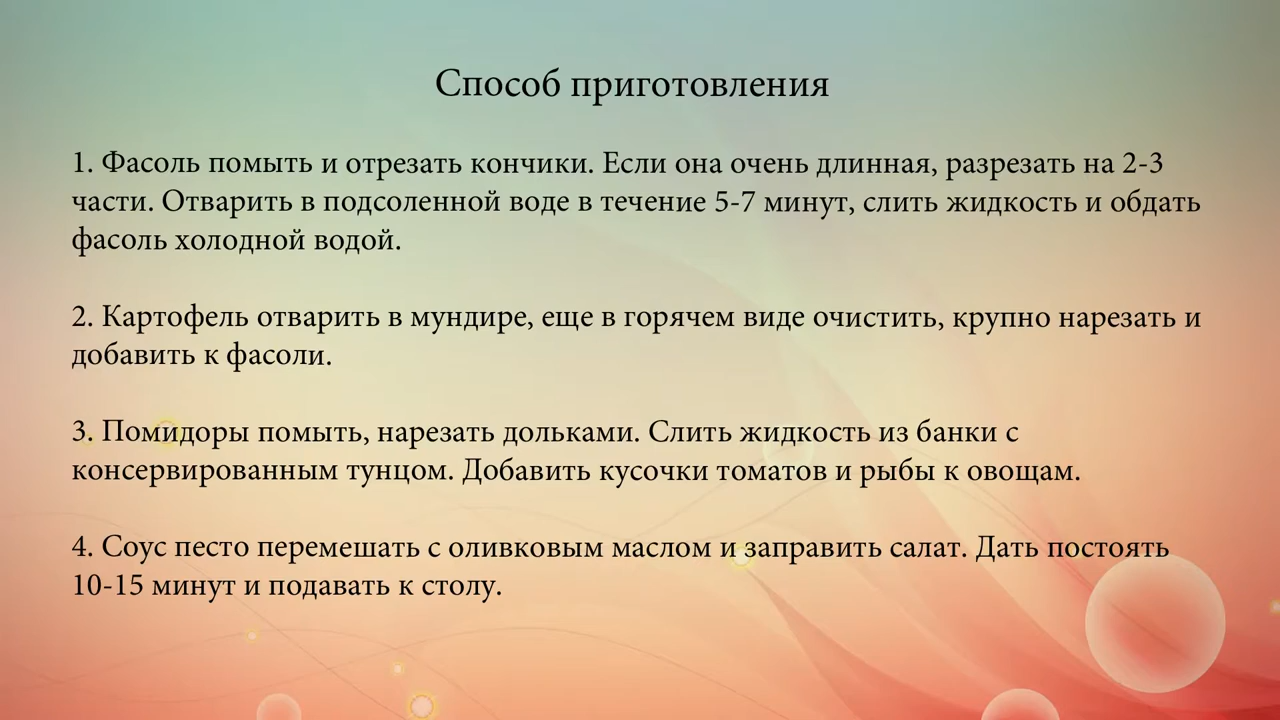 Способ приготовления
1. Фасоль помыть и отрезать кончики. Если она очень длинная, разрезать на 2-3
части. Отварить в подсоленной воде в течение 5-7 минут, слить жидкость и обдать
фасоль холодной водой.
2. Картофель отварить в мундире, еще в горячем виде очистить, крупно нарезать и
добавить к фасоли.
3. Помидоры помыть, нарезать дольками. Слить жидкость из банки с
консервированным тунцом. Добавить кусочки томатов и рыбы к овощам.
4. Соус песто перемешать с оливковым маслом и заправить салат. Дать постоять
10-15 минут и подавать к столу.